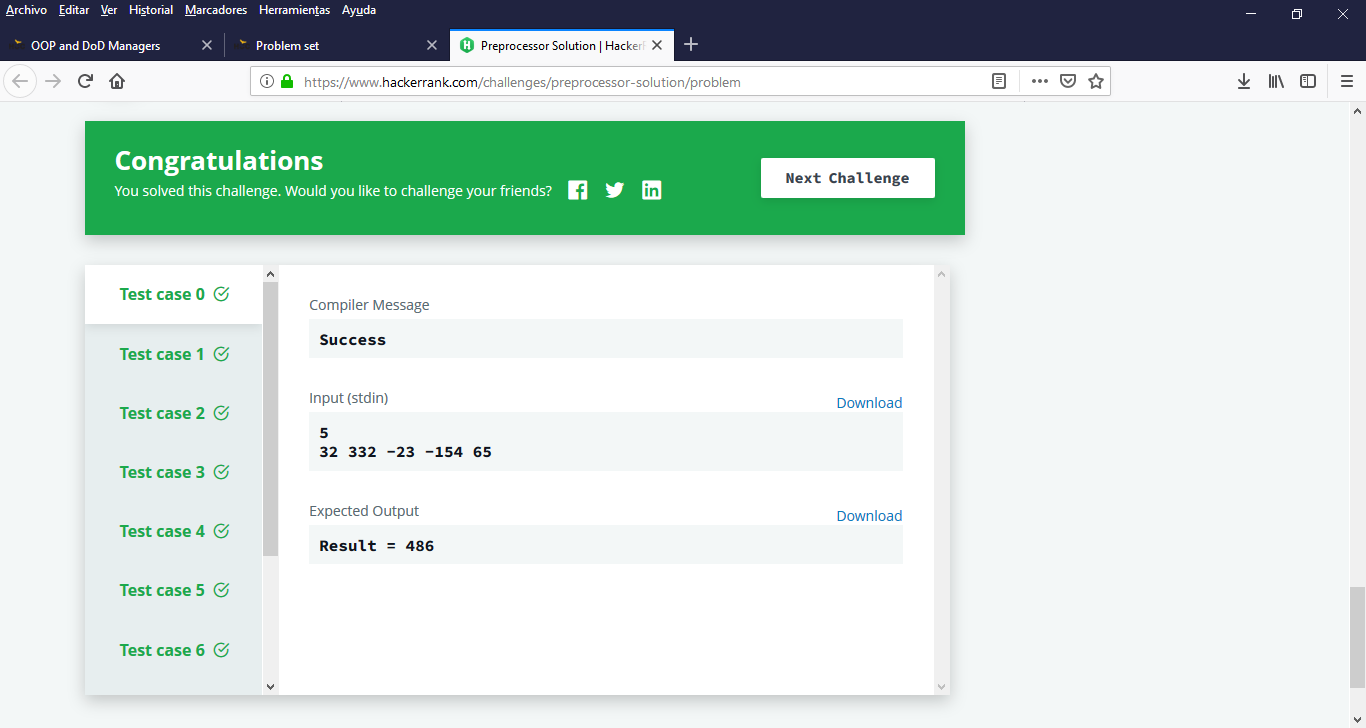 Archivo Editar Ver Historial Marcadores Herramientas Ayuda
OOP and DoD Managers
Problem set
Preprocessor Solution | Hacker
https://www.hackerrank.com/challenges/preprocessor-solution/problem
Congratulations
You solved this challenge. Would you like to challenge your friends?
Next Challenge
Test case 0
Test case 1
Test case 2
Test case 3
Test case 4
Test case 5
Test case 6
Compiler Message
Success
Input (stdin)
Download
5
32 332 -23 -154 65
Expected Output
Download
Result = 486